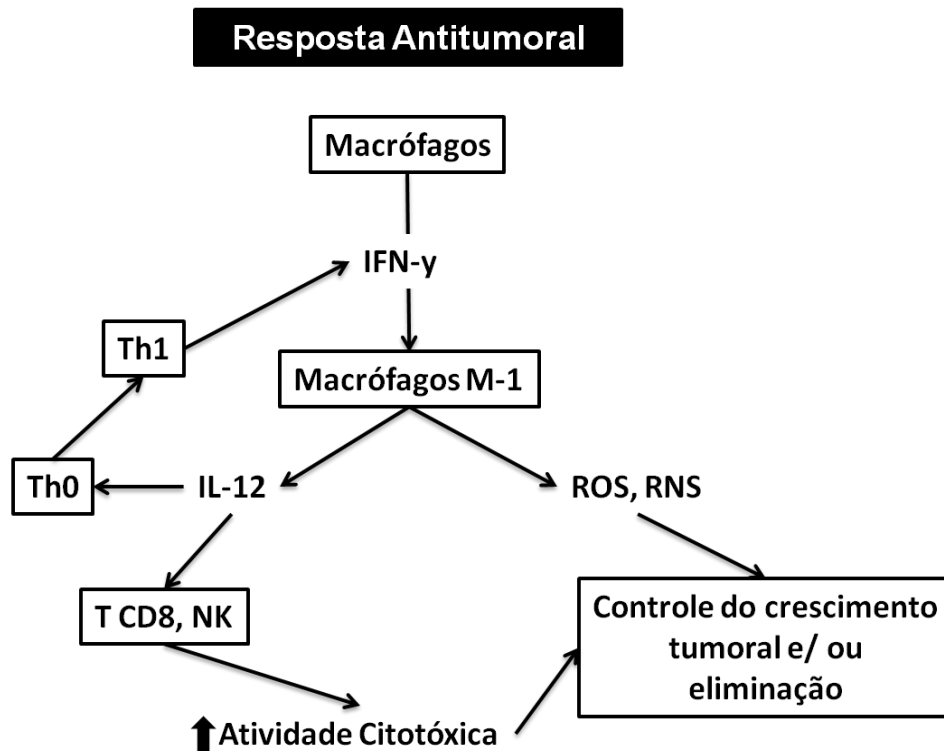 Resposta Antitumoral
Macrófagos
IFN-y
Th1
Macrófagos M-1
Th0
IL-12
ROS, RNS
T CD8, NK
Controle do crescimento
tumoral e/ ou
eliminação
Atividade Citotóxica